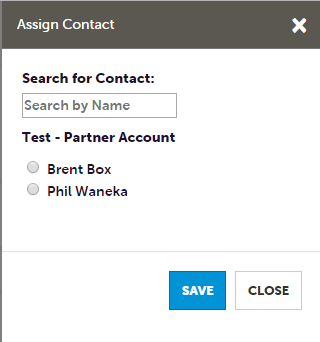 Assign Contact
Search for Contact:
Search by Name
Test - Partner Account
Brent Box
Phil Waneka
SAVE CLOSE